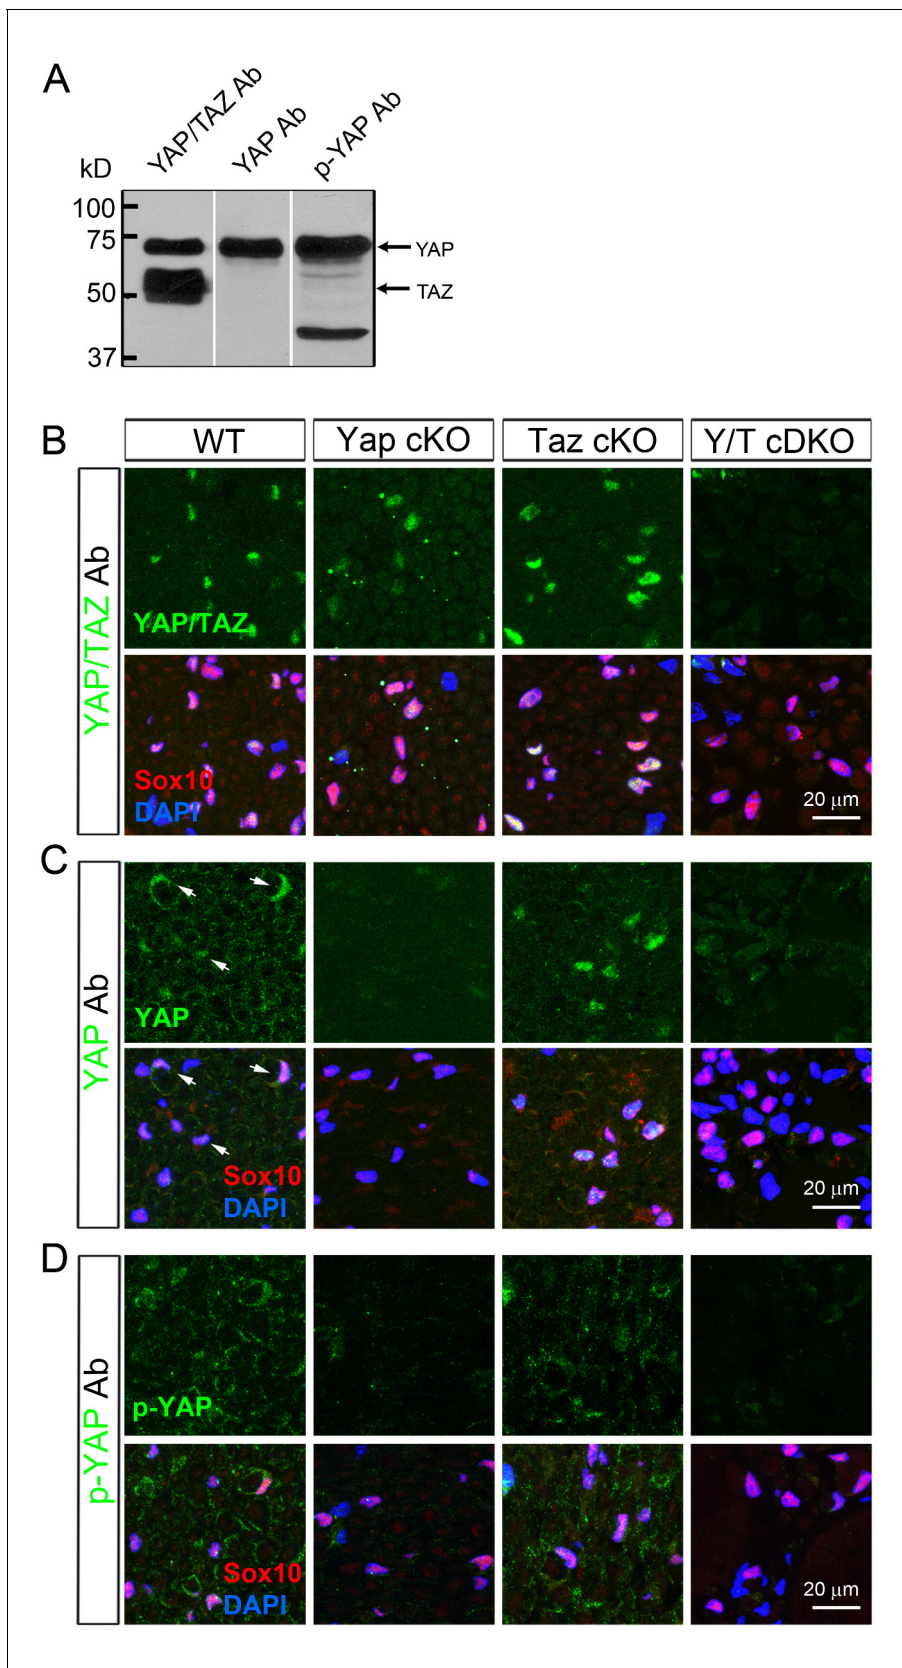 A
YAP/TAZ Ab
YAP Ab
p-YAP Ab
kD
100
75
50
37
YAP
TAZ
B
WT
Yap cKO
Taz cKO
Y/T cDKO
YAP/TAZ Ab
YAP/TAZ
Sox10
DAPI
20 µm
C
YAP Ab
YAP
Sox10
DAPI
20 µm
D
p-YAP Ab
p-YAP
Sox10
DAPI
20 µm